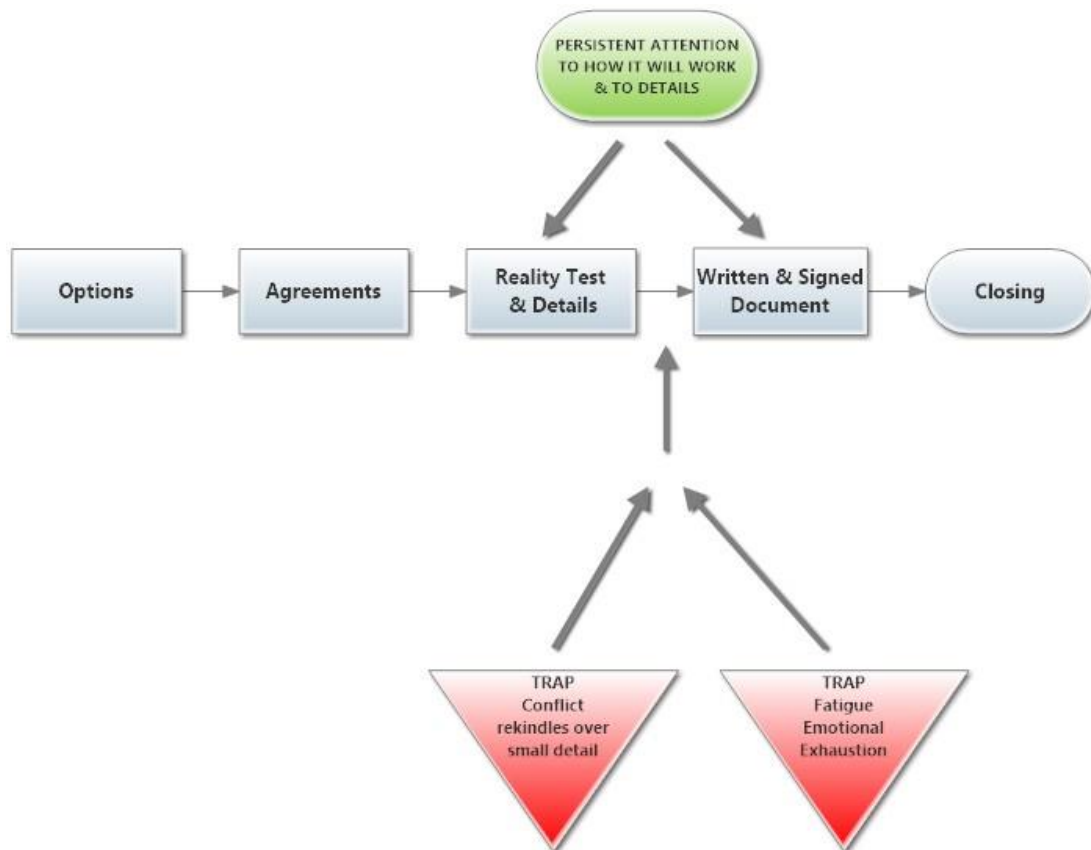 PERSISTENT ATTENTION
TO HOW IT WILL WORK
& TO DETAILS
Options
Agreements
Reality Test
& Details
Written & Signed
Document
Closing
TRAP
Conflict
rekindles over
small detail
TRAP
Fatigue
Emotional
Exhaustion